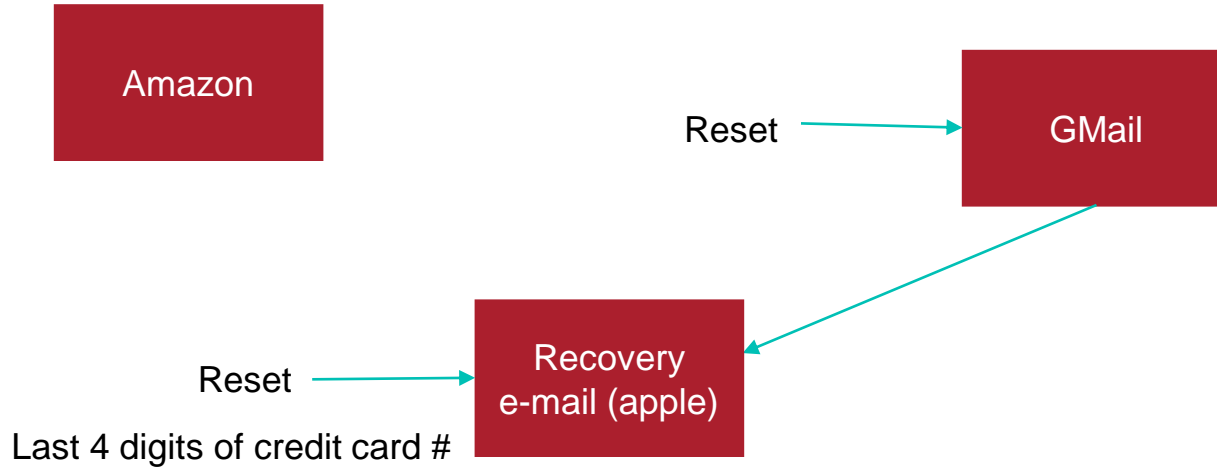 Amazon
Reset
GMail
Recovery
e-mail (apple)
Reset
Last 4 digits of credit card #